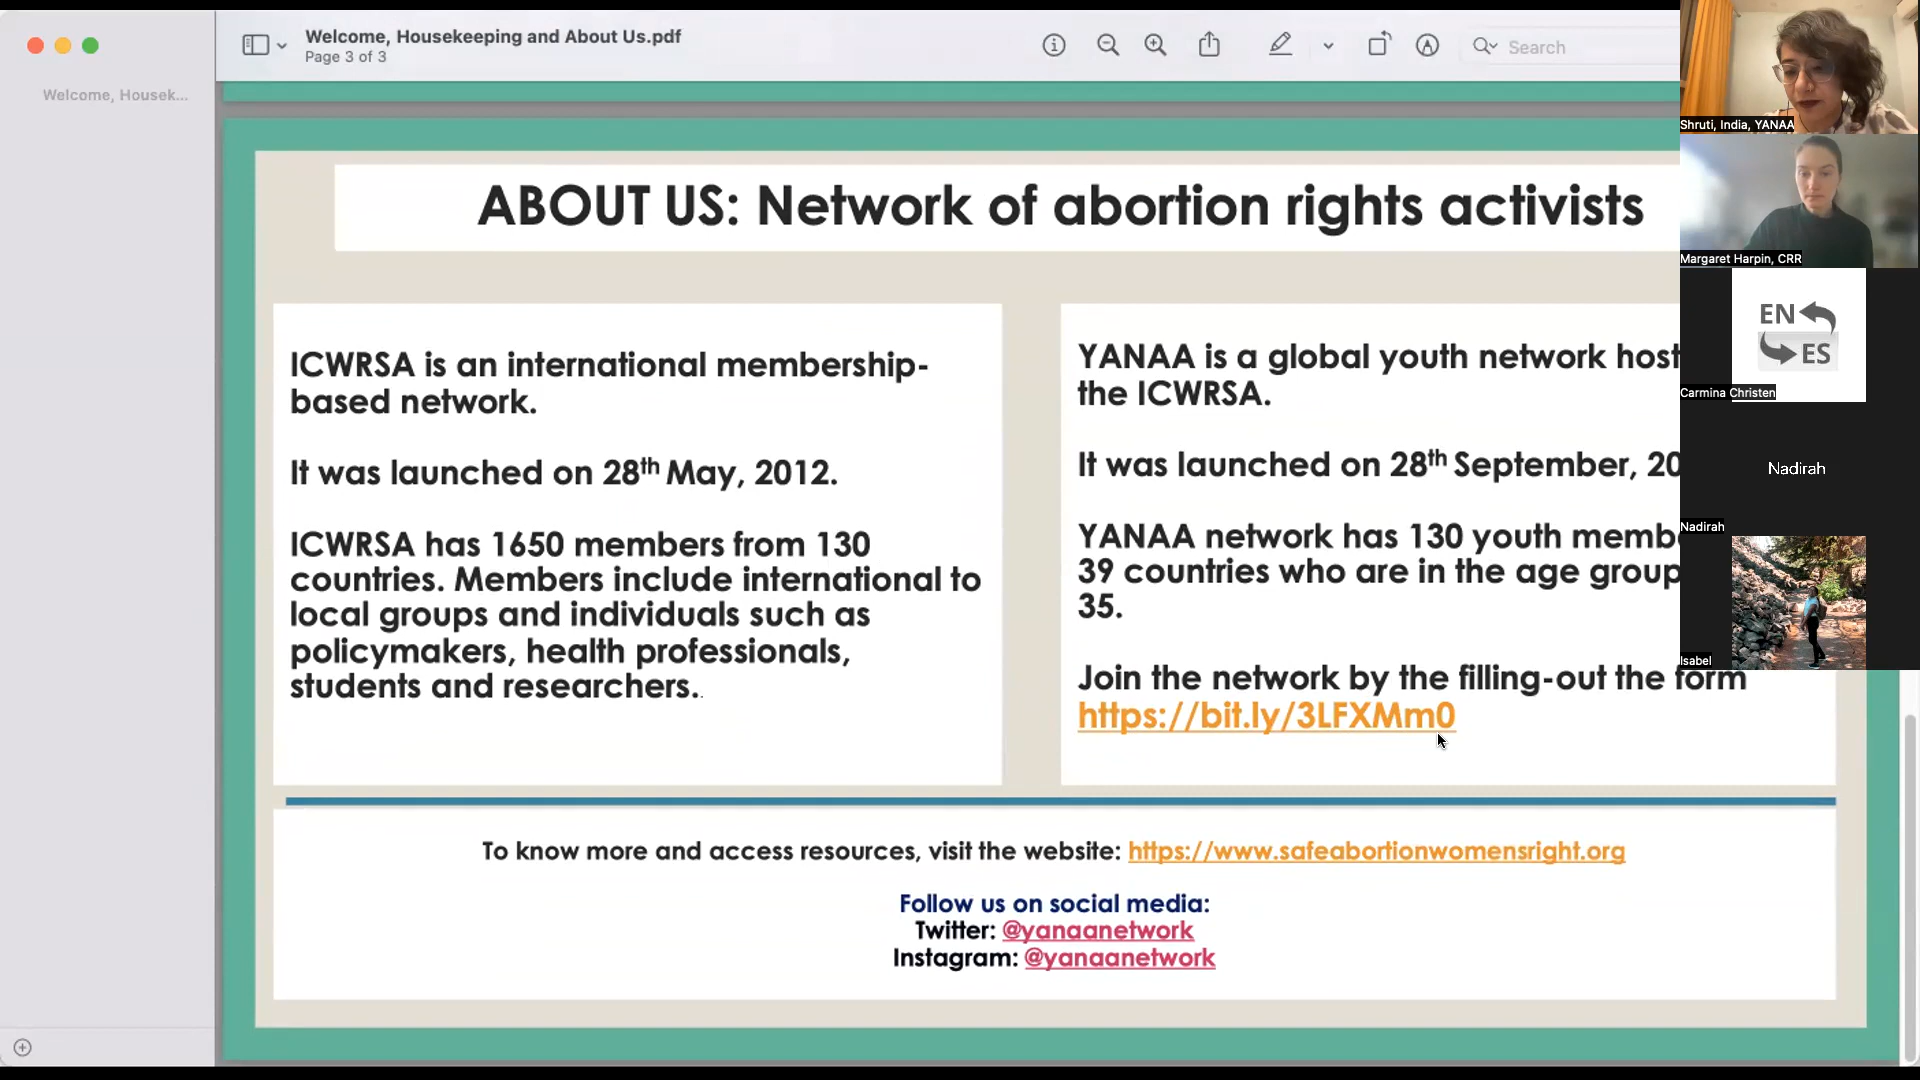 Welcome, Housekeeping and About Us.pdf
Page 3 of 3
Search
Welcome, Housek...
ABOUT US: Network of abortion rights activists
ICWRSA is an international membership-
based network.
It was launched on 28th May, 2012.
ICWRSA has 1650 members from 130
countries. Members include international to
local groups and individuals such as
policymakers, health professionals,
students and researchers..
YANAA is a global youth network host
the ICWRSA.
It was launched on 28th September, 20
YANAA network has 130 youth memb
39 countries who are in the age group
35.
Join the network by the filling-out the form
https://bit.ly/3LFXMm0
To know more and access resources, visit the website: https://www.safeabortionwomensright.org
Follow us on social media:
Twitter: @yanaanetwork
Instagram: @yanaanetwork
Shruti, India, YANAA
Margaret Harpin, CRR
EN
ES
Carmina Christen
Nadirah
Nadirah
Isabel